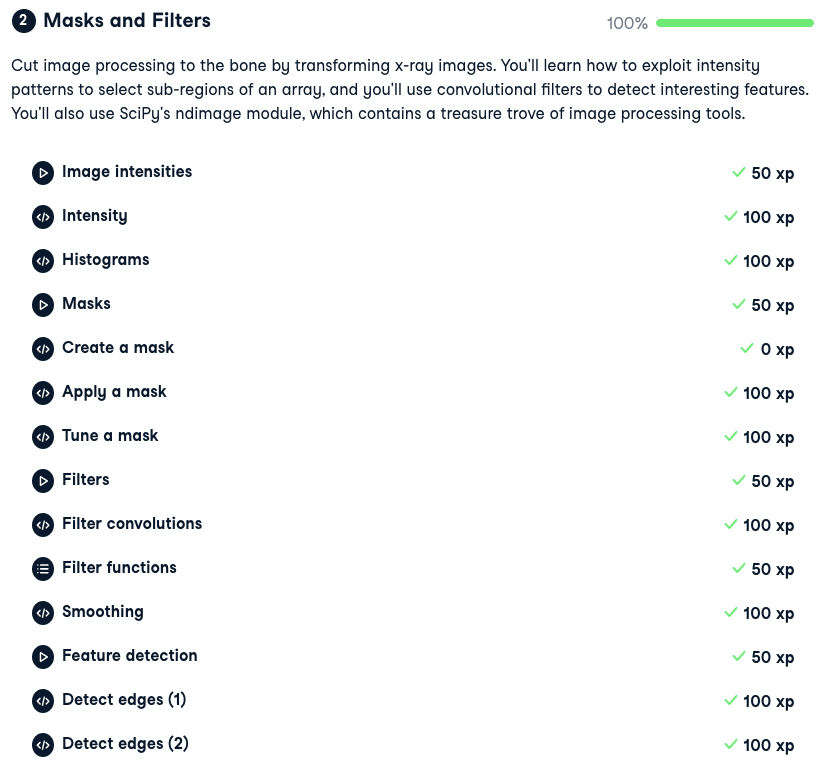 2 Masks and Filters 100%
Cut image processing to the bone by transforming x-ray images. You'll learn how to exploit intensity
patterns to select sub-regions of an array, and you'll use convolutional filters to detect interesting features.
You'll also use SciPy's ndimage module, which contains a treasure trove of image processing tools.
Image intensities 50 xp
Intensity 100 xp
Histograms 100 xp
Masks 50 xp
Create a mask 0 xp
Apply a mask 100 xp
Tune a mask 100 xp
Filters 50 xp
Filter convolutions 100 xp
Filter functions 50 xp
Smoothing 100 xp
Feature detection 50 xp
Detect edges (1) 100 xp
Detect edges (2) 100 xp